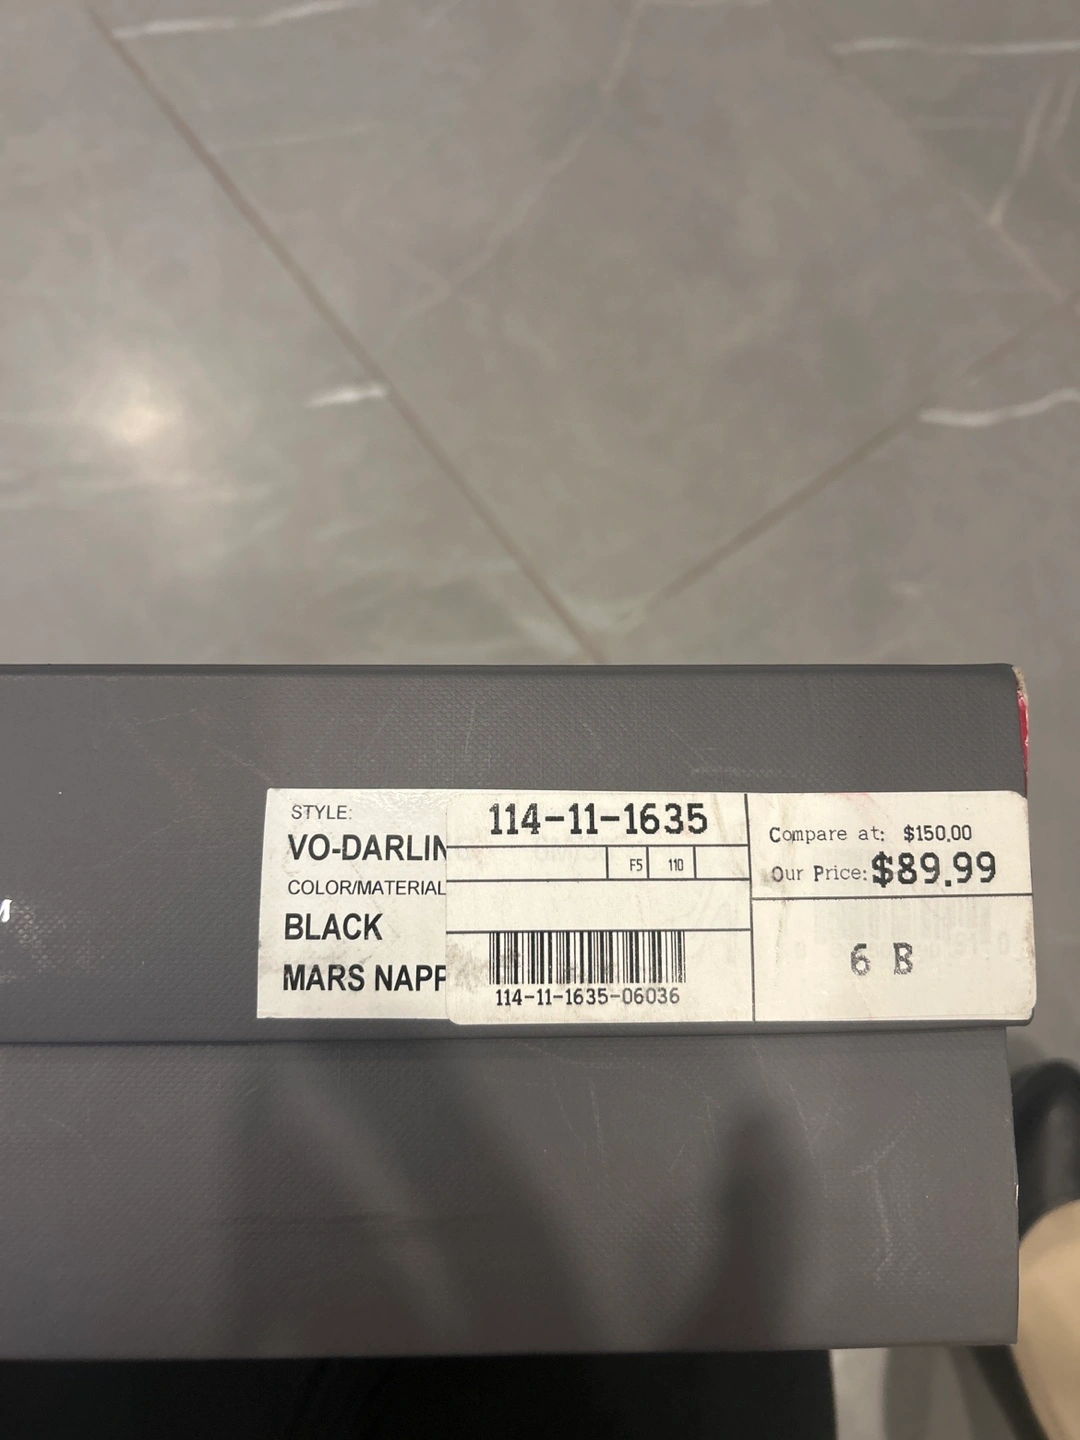 STYLE:
VO-DARLIN
COLOR/MATERIAL
BLACK
MARS NAPP
114-11-1635
F5 110
114-11-1635-06036
Compare at: $150.00
Our Price: $89.99
6 B